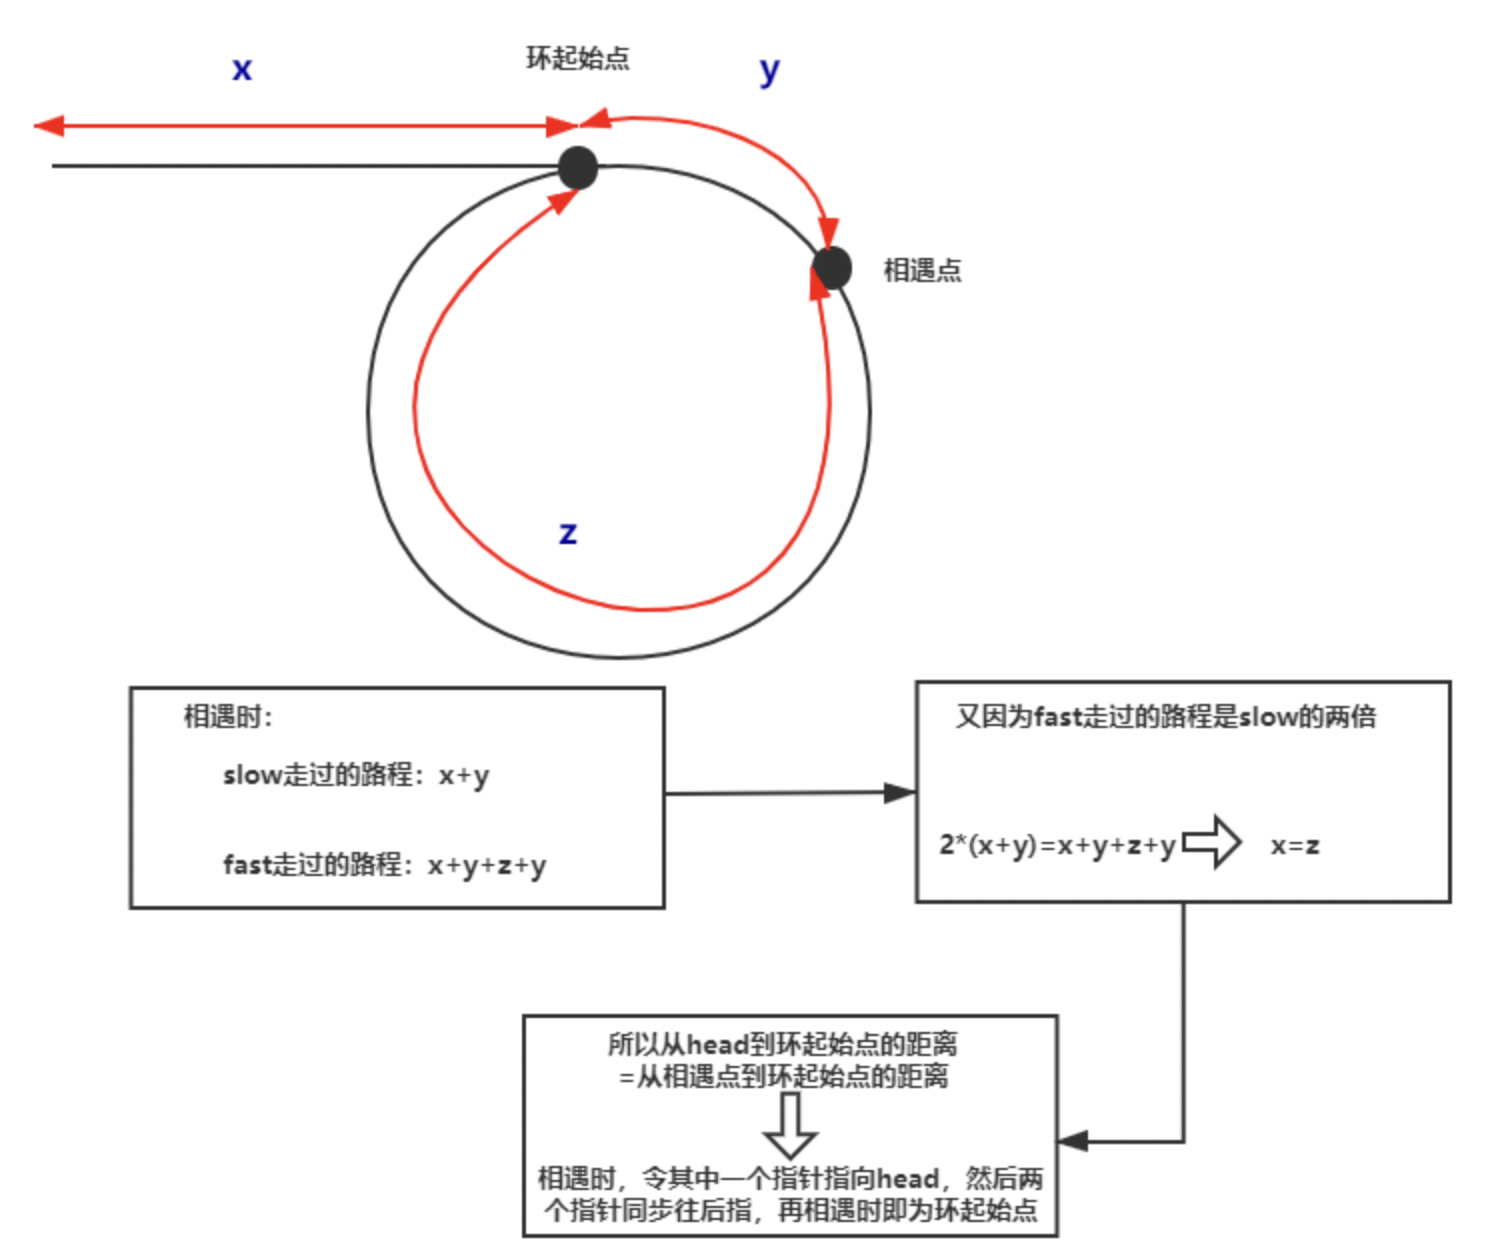 x
环起始点
y
相遇点
z
相遇时：
slow走过的路程：x+y
fast走过的路程：x+y+z+y
又因为fast走过的路程是slow的两倍
2*(x+y)=x+y+z+y
x=z
所以从head到环起始点的距离
=从相遇点到环起始点的距离
相遇时，令其中一个指针指向head，然后两
个指针同步往后指，再相遇时即为环起始点